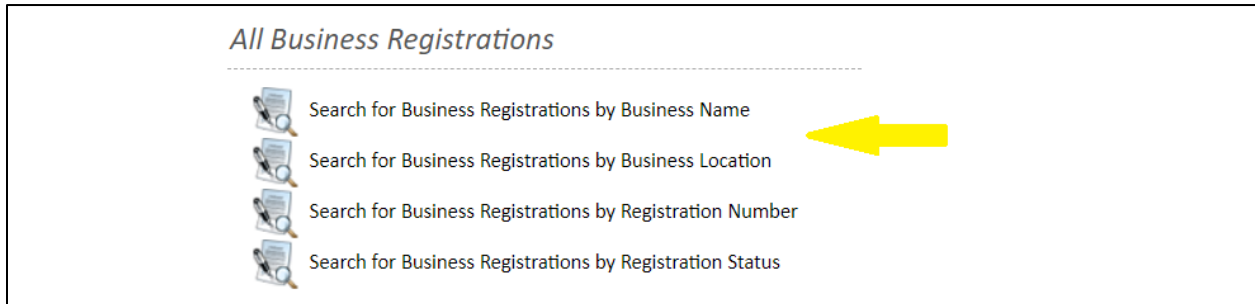 All Business Registrations
Search for Business Registrations by Business Name
Search for Business Registrations by Business Location
Search for Business Registrations by Registration Number
Search for Business Registrations by Registration Status